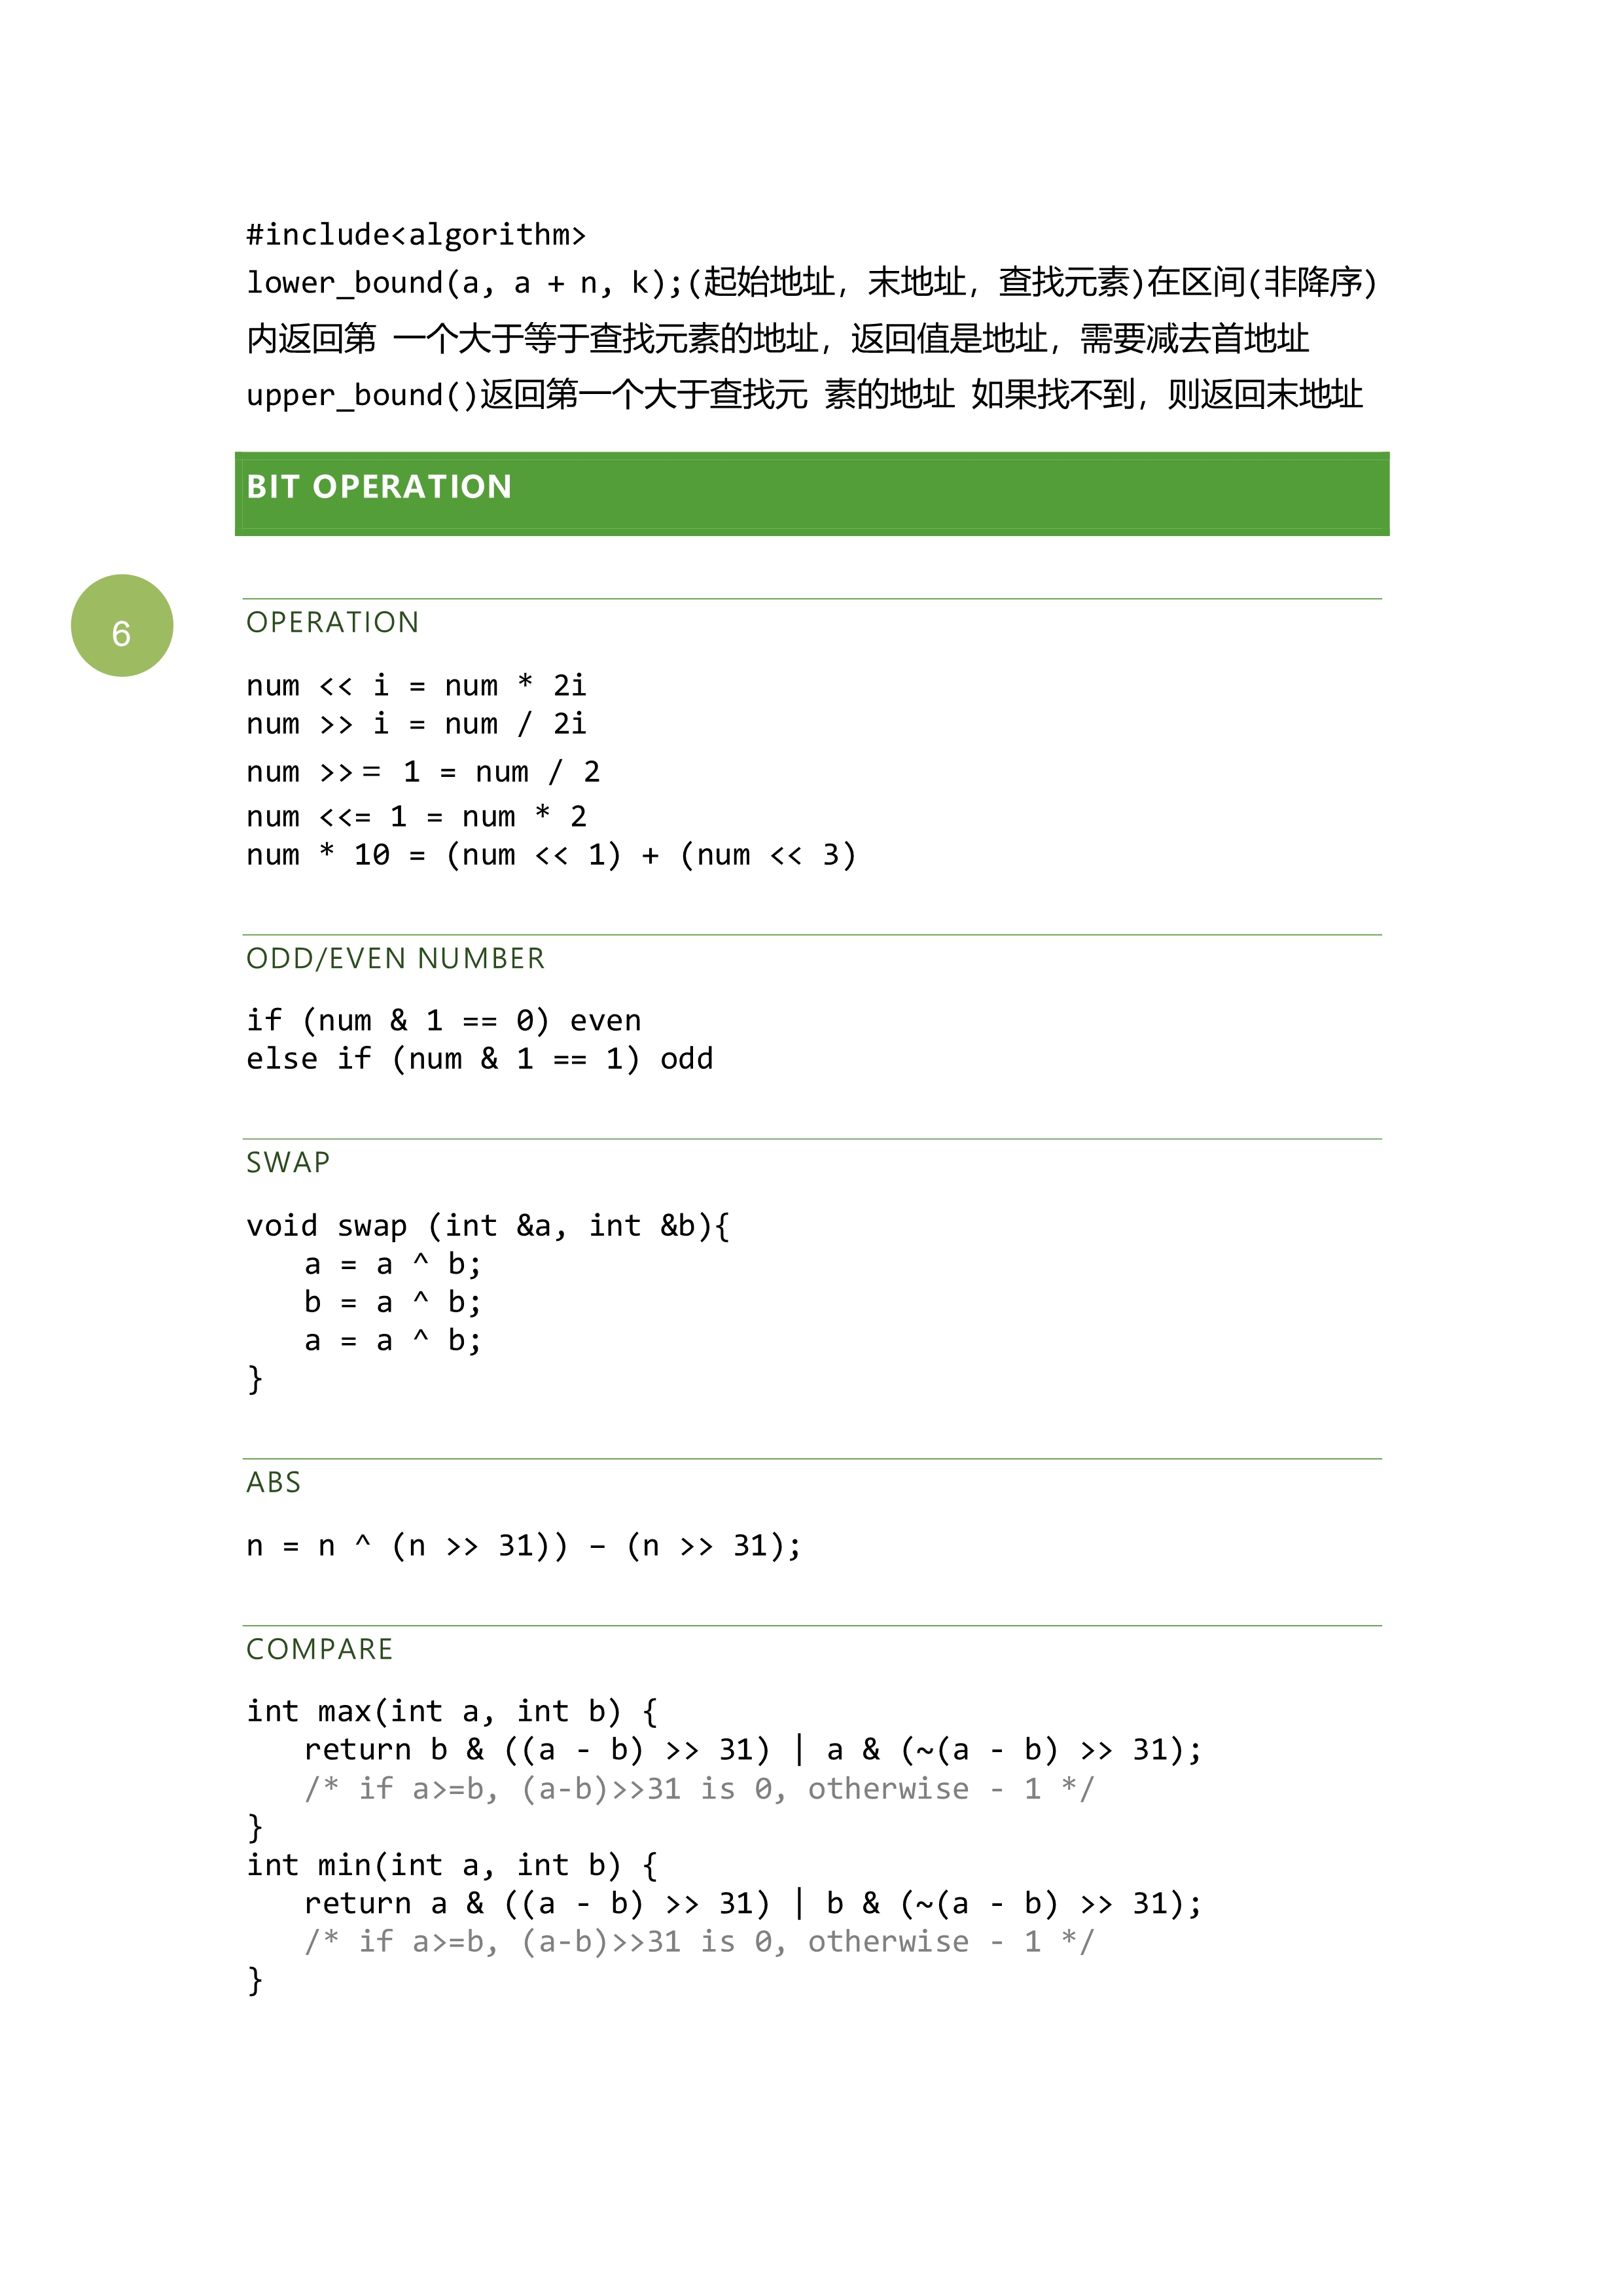 #include<algorithm>
lower_bound(a, a + n, k);(起始地址，末地址，查找元素)在区间(非降序)
内返回第 一个大于等于查找元素的地址，返回值是地址，需要减去首地址
upper_bound()返回第一个大于查找元 素的地址 如果找不到，则返回末地址
BIT OPERATION
6
OPERATION
num << i = num * 2i
num >> i = num / 2i
num >>＝ 1 = num / 2
num <<= 1 = num * 2
num * 10 = (num << 1) + (num << 3)
ODD/EVEN NUMBER
if (num & 1 == 0) even
else if (num & 1 == 1) odd
SWAP
void swap (int &a, int &b){
a = a ^ b;
b = a ^ b;
a = a ^ b;
}
ABS
n = n ^ (n >> 31)) – (n >> 31);
COMPARE
int max(int a, int b) {
return b & ((a - b) >> 31) | a & (~(a - b) >> 31);
/* if a>=b, (a-b)>>31 is 0, otherwise - 1 */
}
int min(int a, int b) {
return a & ((a - b) >> 31) | b & (~(a - b) >> 31);
/* if a>=b, (a-b)>>31 is 0, otherwise - 1 */
}